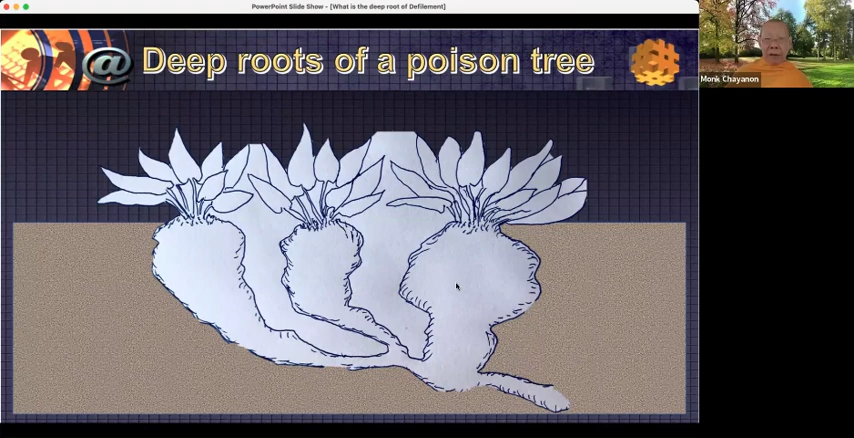 PowerPoint Slide Show - [What is the deep root of Defilement]
@ Deep roots of a poison tree
Monk Chayanon